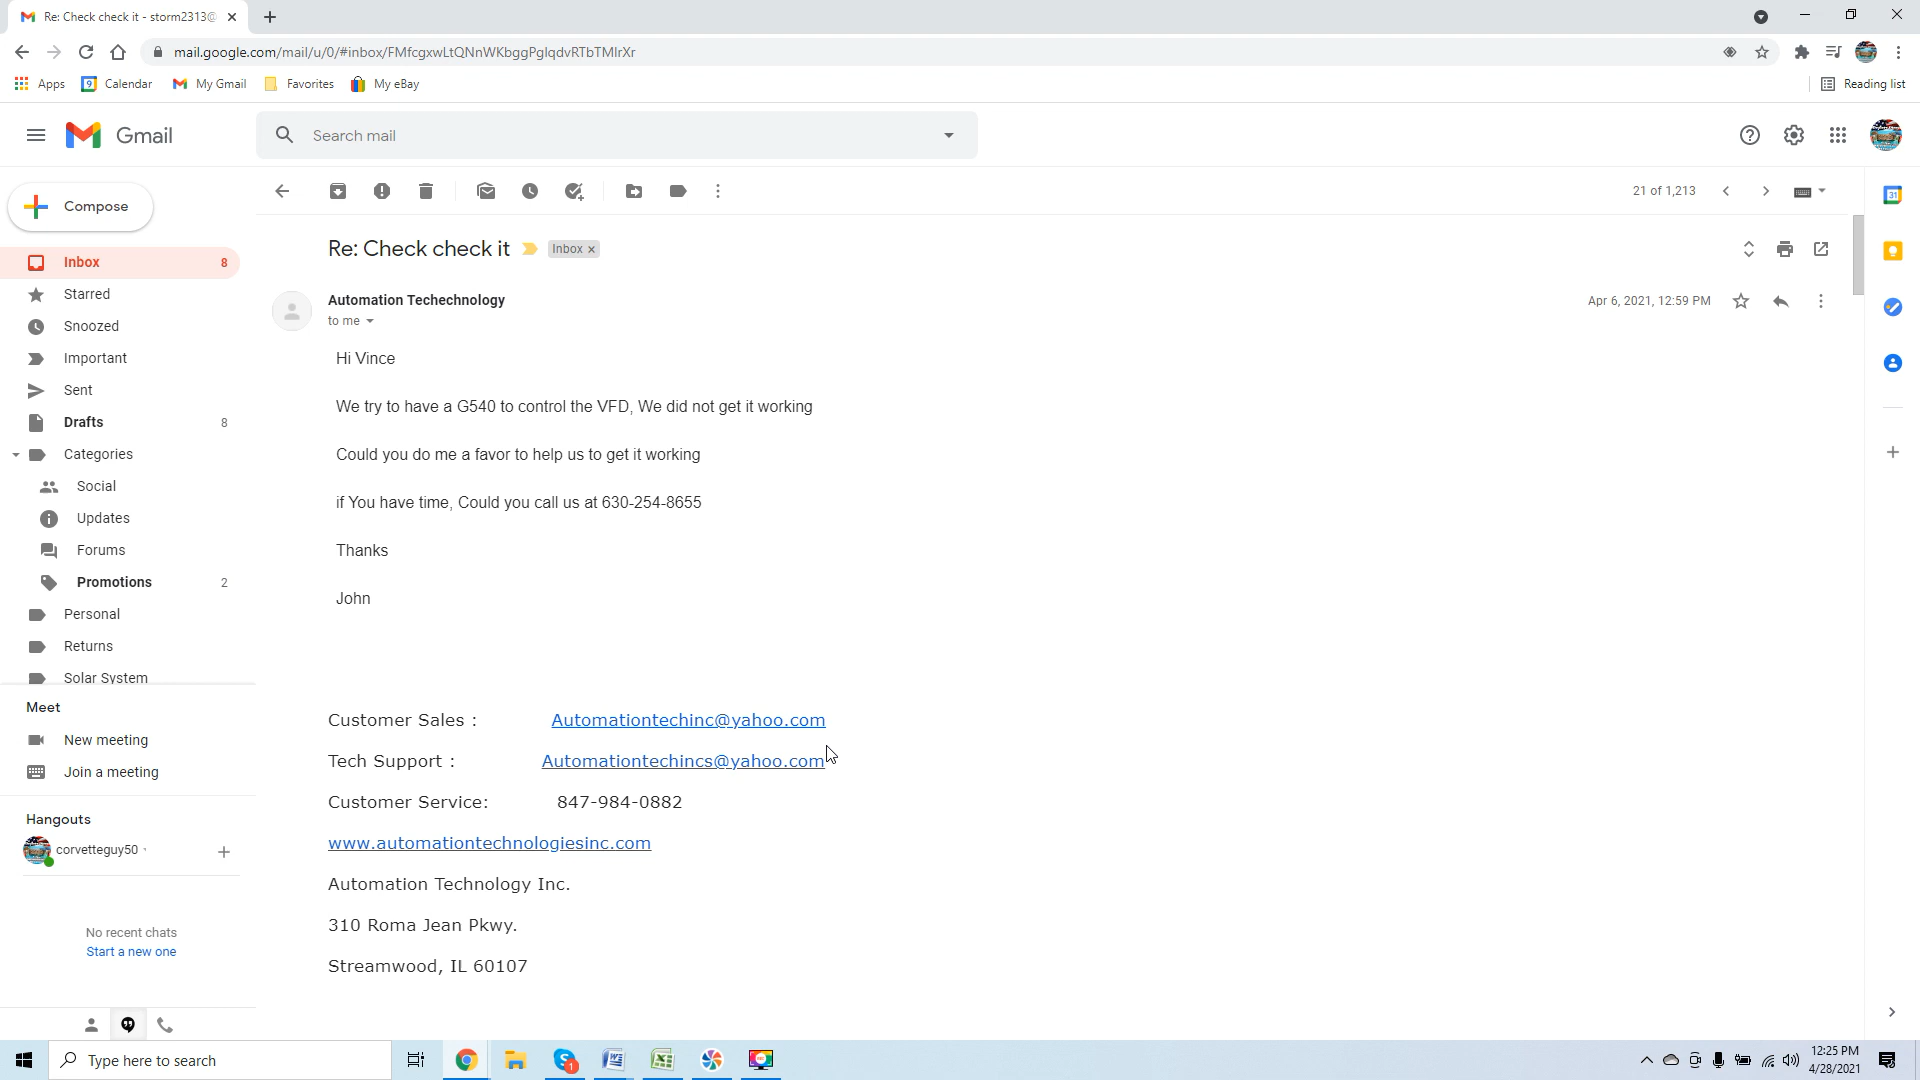 Re: Check check it - storm2313@
mail.google.com/mail/u/0/#inbox/FMfcgxwLtQNnWKbggPglqdvRTbTMlrXr
Apps Calendar My Gmail Favorites My eBay Reading list
Gmail Search mail
Compose 21 of 1,213
Re: Check check it Inbox
Inbox 8
Starred
Automation Techechnology Apr 6, 2021, 12:59 PM
to me
Snoozed
Hi Vince
Important
Sent
We try to have a G540 to control the VFD, We did not get it working
Drafts 8
Categories
Could you do me a favor to help us to get it working
Social
if You have time, Could you call us at 630-254-8655
Updates
Forums
Thanks
Promotions 2
John
Personal
Returns
Solar System
Meet
Customer Sales : Automationtechinc@yahoo.com
New meeting
Tech Support : Automationtechincs@yahoo.com
Join a meeting
Customer Service: 847-984-0882
Hangouts
www.automationtechnologiesinc.com
corvetteguy50
Automation Technology Inc.
310 Roma Jean Pkwy.
No recent chats
Start a new one
Streamwood, IL 60107
Type here to search
12:25 PM
4/28/2021